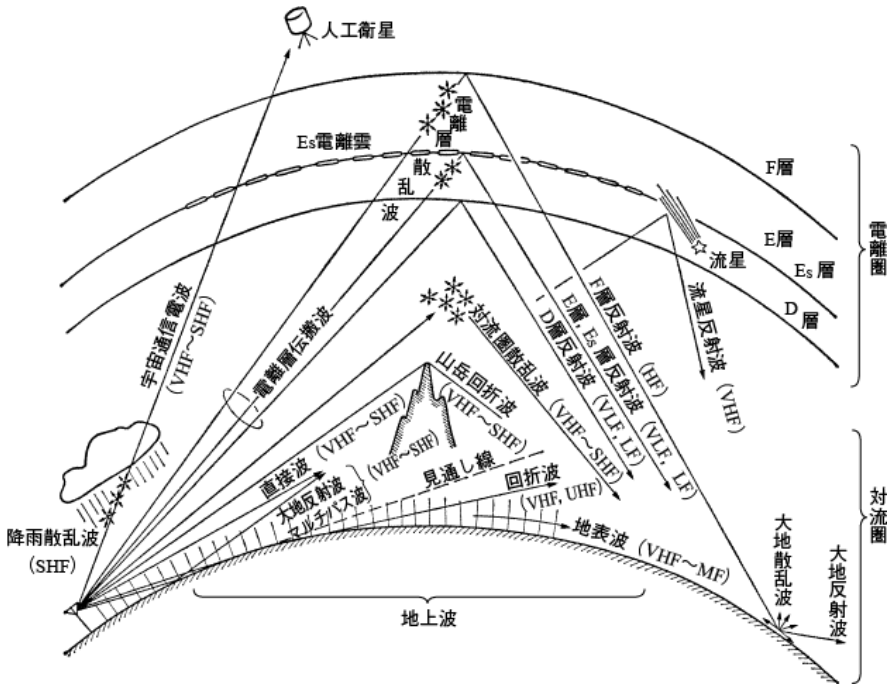 人工衛星
電離層散乱波
Es電離雲
F層
E層
Es層
D層
電離圏
流星
宇宙通信電波
(VHF～SHF)
電離層伝搬波
対流圏散乱波 (VHF～SHF)
F層反射波 (HF)
E層, Es層反射波 (VLF, LF)
D層反射波 (VLF, LF)
流星反射波 (VHF)
山岳回折波
(VHF～SHF)
直接波 (VHF～SHF)
大地反射波
マルチパス波
(VHF～SHF)
見通し線
回折波
(VHF, UHF)
地表波 (VHF～MF)
降雨散乱波
(SHF)
地上波
大地散乱波
大地反射波
対流圏